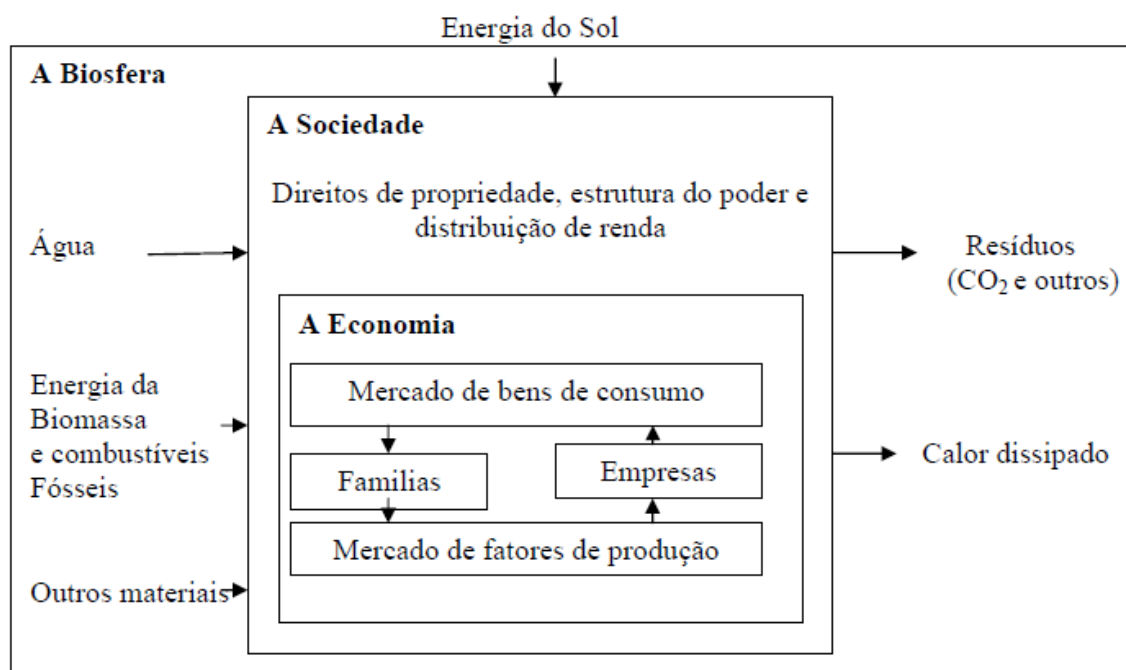 Energia do Sol
A Biosfera
A Sociedade
Direitos de propriedade, estrutura do poder e
distribuição de renda
Água
Resíduos
(CO₂ e outros)
A Economia
Mercado de bens de consumo
Energia da
Biomassa
e combustíveis
Fósseis
Familias
Empresas
Calor dissipado
Mercado de fatores de produção
Outros materiais